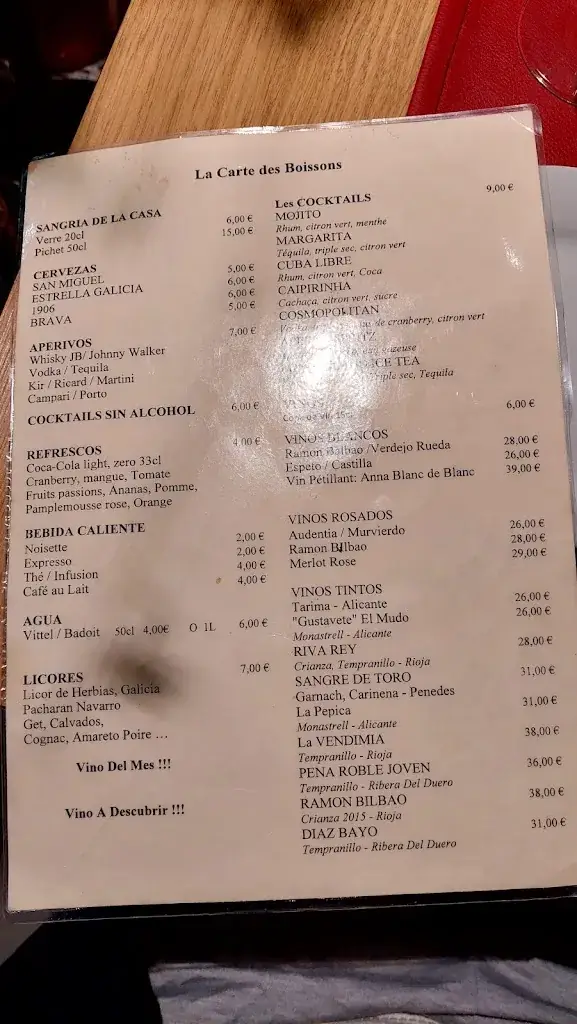 La Carte des Boissons
SANGRIA DE LA CASA
Verre 20cl 6,00 €
Pichet 50cl 15,00 €
CERVEZAS
SAN MIGUEL 5,00 €
ESTRELLA GALICIA 6,00 €
1906 6,00 €
BRAVA 5,00 €
APERIVOS 7,00 €
Whisky JB/ Johnny Walker
Vodka / Tequila
Kir / Ricard / Martini
Campari / Porto
COCKTAILS SIN ALCOHOL 6,00 €
REFRESCOS 4,00 €
Coca-Cola light, zero 33cl
Cranberry, mangue, Tomate
Fruits passions, Ananas, Pomme,
Pamplemousse rose, Orange
BEBIDA CALIENTE
Noisette 2,00 €
Expresso 2,00 €
Thé / Infusion 4,00 €
Café au Lait 4,00 €
AGUA
Vittel / Badoit 50cl 4,00€ O 1L 6,00 €
LICORES 7,00 €
Licor de Herbias, Galicia
Pacharan Navarro
Get, Calvados,
Cognac, Amareto Poire ...
Vino Del Mes !!!
Vino A Descubrir !!!
Les COCKTAILS 9,00 €
MOJITO
Rhum, citron vert, menthe
MARGARITA
Téquila, triple sec, citron vert
CUBA LIBRE
Rhum, citron vert, Coca
CAIPIRINHA
Cachaça, citron vert, sucre
COSMOPOLITAN
de cranberry, citron vert
gazeuse
ICE TEA
triple sec, Tequila
6,00 €
VINOS BLANCOS
Ramon Balbao /Verdejo Rueda 28,00 €
Espejo / Castilla 26,00 €
Vin Pétillant: Anna Blanc de Blanc 39,00 €
VINOS ROSADOS
Audentia / Murvierdo 26,00 €
Ramon Bilbao 28,00 €
Merlot Rose 29,00 €
VINOS TINTOS
Tarima - Alicante 26,00 €
"Gustavete" El Mudo 26,00 €
Monastrell - Alicante
RIVA REY 28,00 €
Crianza, Tempranillo - Rioja
SANGRE DE TORO 31,00 €
Garnach, Carinena - Penedes
La Pepica 31,00 €
Monastrell - Alicante
La VENDIMIA 38,00 €
Tempranillo - Rioja
PENA ROBLE JOVEN 36,00 €
Tempranillo - Ribera Del Duero
RAMON BILBAO 38,00 €
Crianza 2015 - Rioja
DIAZ BAYO 31,00 €
Tempranillo - Ribera Del Duero